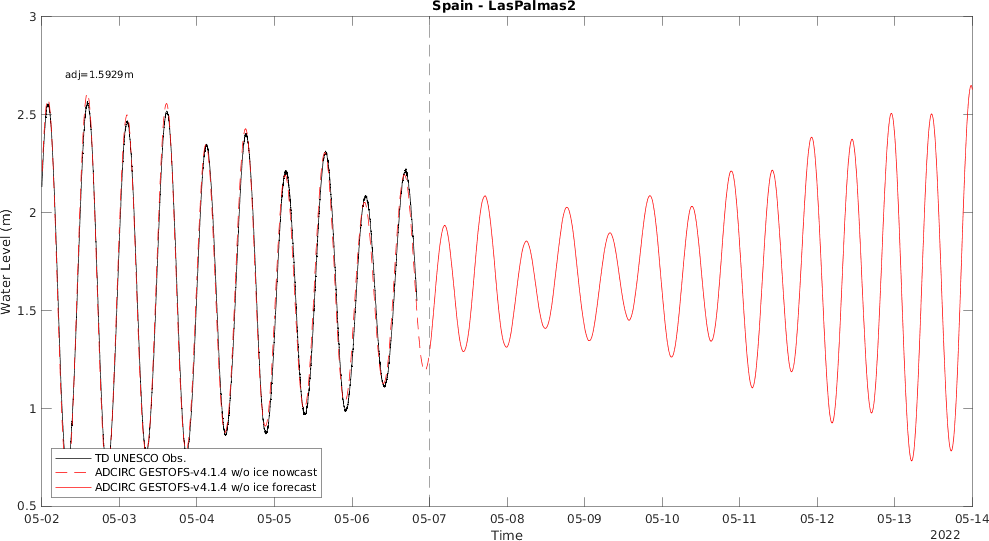 Spain - LasPalmas2
adj=1.5929m
3
2.5
2
1.5
1
0.5
Water Level (m)
TD UNESCO Obs.
ADCIRC GESTOFS-v4.1.4 w/o ice nowcast
ADCIRC GESTOFS-v4.1.4 w/o ice forecast
05-02 05-03 05-04 05-05 05-06 05-07 05-08 05-09 05-10 05-11 05-12 05-13 05-14
Time
2022